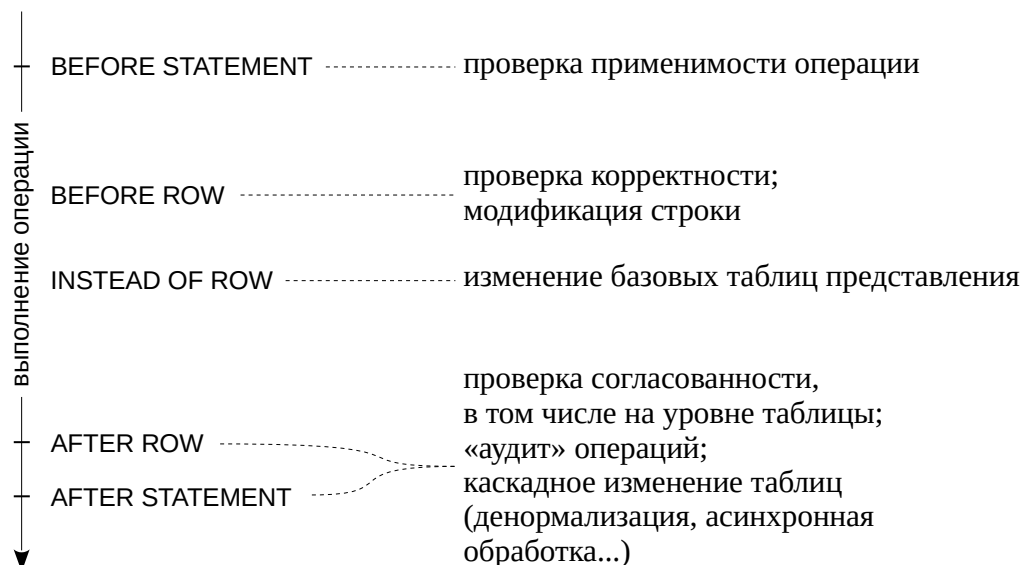 BEFORE STATEMENT проверка применимости операции
выполнение операции
BEFORE ROW проверка корректности;
модификация строки
INSTEAD OF ROW изменение базовых таблиц представления
проверка согласованности,
в том числе на уровне таблицы;
AFTER ROW «аудит» операций;
AFTER STATEMENT каскадное изменение таблиц
(денормализация, асинхронная
обработка...)